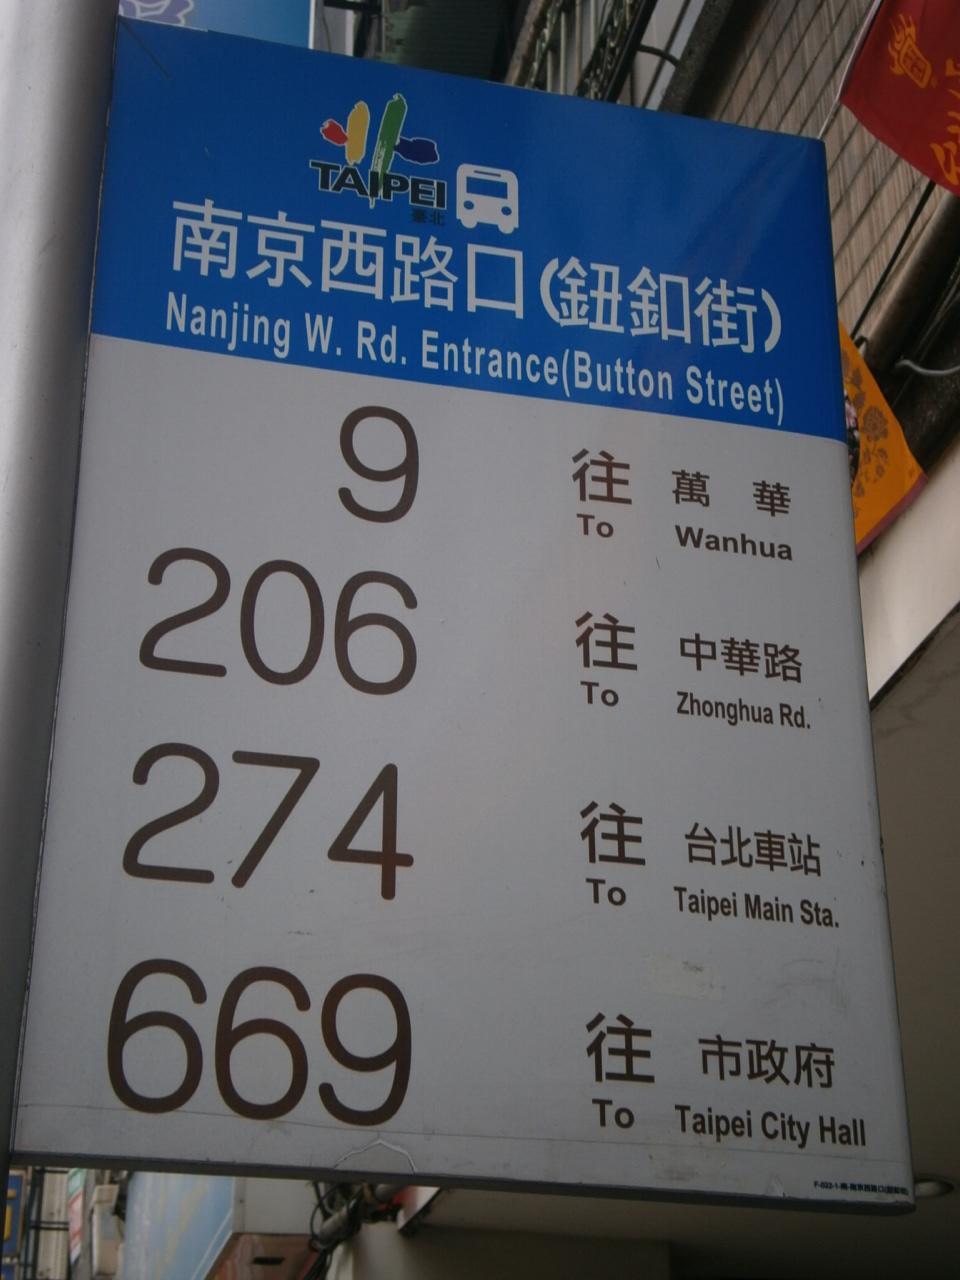 TAIPEI
臺北
南京西路口(鈕釦街)
Nanjing W. Rd. Entrance(Button Street)
9 往 萬華
To Wanhua
206 往 中華路
To Zhonghua Rd.
274 往 台北車站
To Taipei Main Sta.
669 往 市政府
To Taipei City Hall